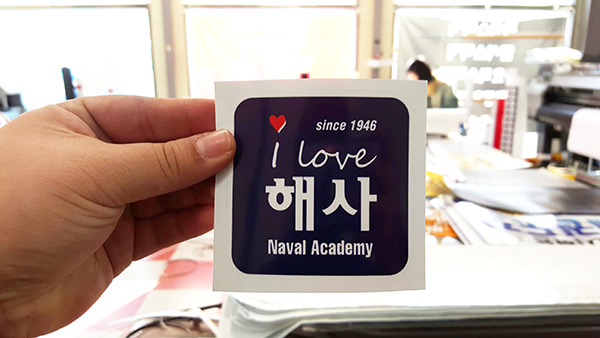 since 1946
I love
해사
Naval Academy